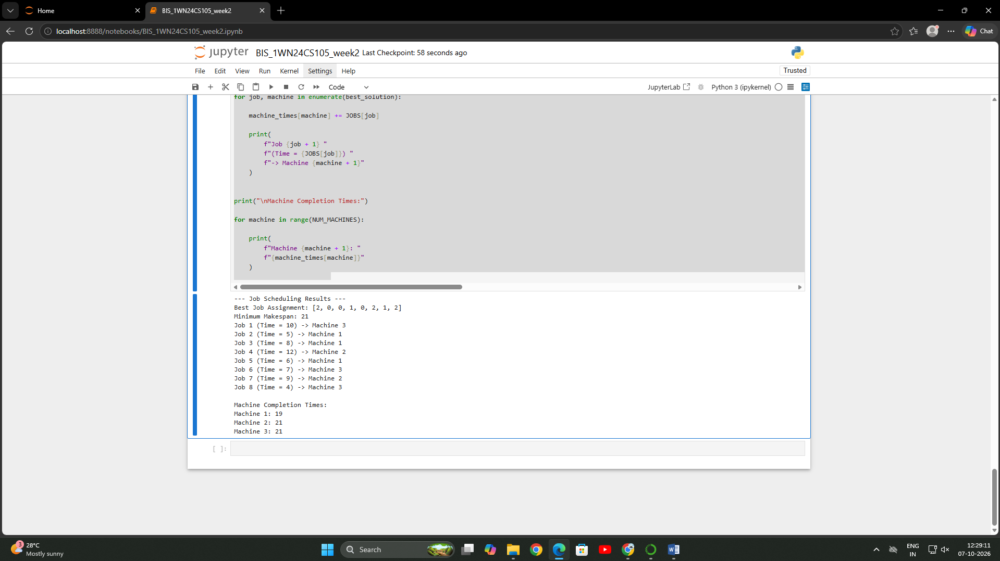 Home
BIS_1WN24CS105_week2
localhost:8888/notebooks/BIS_1WN24CS105_week2.ipynb
Chat
jupyter BIS_1WN24CS105_week2 Last Checkpoint: 58 seconds ago
File Edit View Run Kernel Settings Help
Trusted
Code
JupyterLab
Python 3 (ipykernel)
for job, machine in enumerate(best_solution):
    machine_times[machine] += JOBS[job]
    print(
        f"Job {job + 1} "
        f"(Time = {JOBS[job]}) "
        f"-> Machine {machine + 1}"
    )
print("\nMachine Completion Times:")
for machine in range(NUM_MACHINES):
    print(
        f"Machine {machine + 1}: "
        f"{machine_times[machine]}"
    )
--- Job Scheduling Results ---
Best Job Assignment: [2, 0, 0, 1, 0, 2, 1, 2]
Minimum Makespan: 21
Job 1 (Time = 10) -> Machine 3
Job 2 (Time = 5) -> Machine 1
Job 3 (Time = 8) -> Machine 1
Job 4 (Time = 12) -> Machine 2
Job 5 (Time = 6) -> Machine 1
Job 6 (Time = 7) -> Machine 3
Job 7 (Time = 9) -> Machine 2
Job 8 (Time = 4) -> Machine 3
Machine Completion Times:
Machine 1: 19
Machine 2: 21
Machine 3: 21
[ ]:
3
28°C
Mostly sunny
Search
ENG
IN
12:29:11
07-10-2026